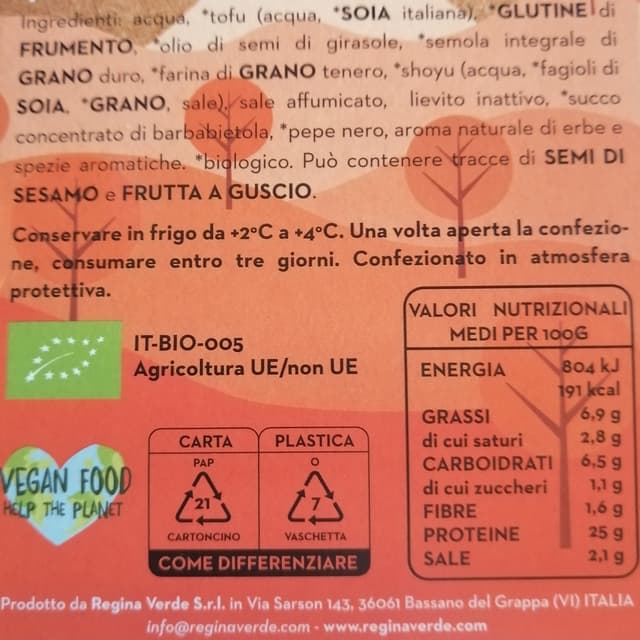 Ingredienti: acqua, *tofu (acqua, *SOIA italiana), *GLUTINE di
FRUMENTO, *olio di semi di girasole, *semola integrale di
GRANO duro, *farina di GRANO tenero, *shoyu (acqua, *fagioli di
SOIA, *GRANO, sale), sale affumicato, lievito inattivo, *succo
concentrato di barbabietola, *pepe nero, aroma naturale di erbe e
spezie aromatiche. *biologico. Può contenere tracce di SEMI DI
SESAMO e FRUTTA A GUSCIO.
Conservare in frigo da +2°C a +4°C. Una volta aperta la confezio-
ne, consumare entro tre giorni. Confezionato in atmosfera
protettiva.
IT-BIO-005
Agricoltura UE/non UE
VEGAN FOOD
HELP THE PLANET
CARTA PLASTICA
PAP O
21 7
CARTONCINO VASCHETTA
COME DIFFERENZIARE
VALORI NUTRIZIONALI
MEDI PER 100G
ENERGIA 804 kJ
191 kcal
GRASSI 6,9 g
di cui saturi 2,8 g
CARBOIDRATI 6,5 g
di cui zuccheri 1,1 g
FIBRE 1,6 g
PROTEINE 25 g
SALE 2,1 g
Prodotto da Regina Verde S.r.l. in Via Sarson 143, 36061 Bassano del Grappa (VI) ITALIA
info@reginaverde.com - www.reginaverde.com